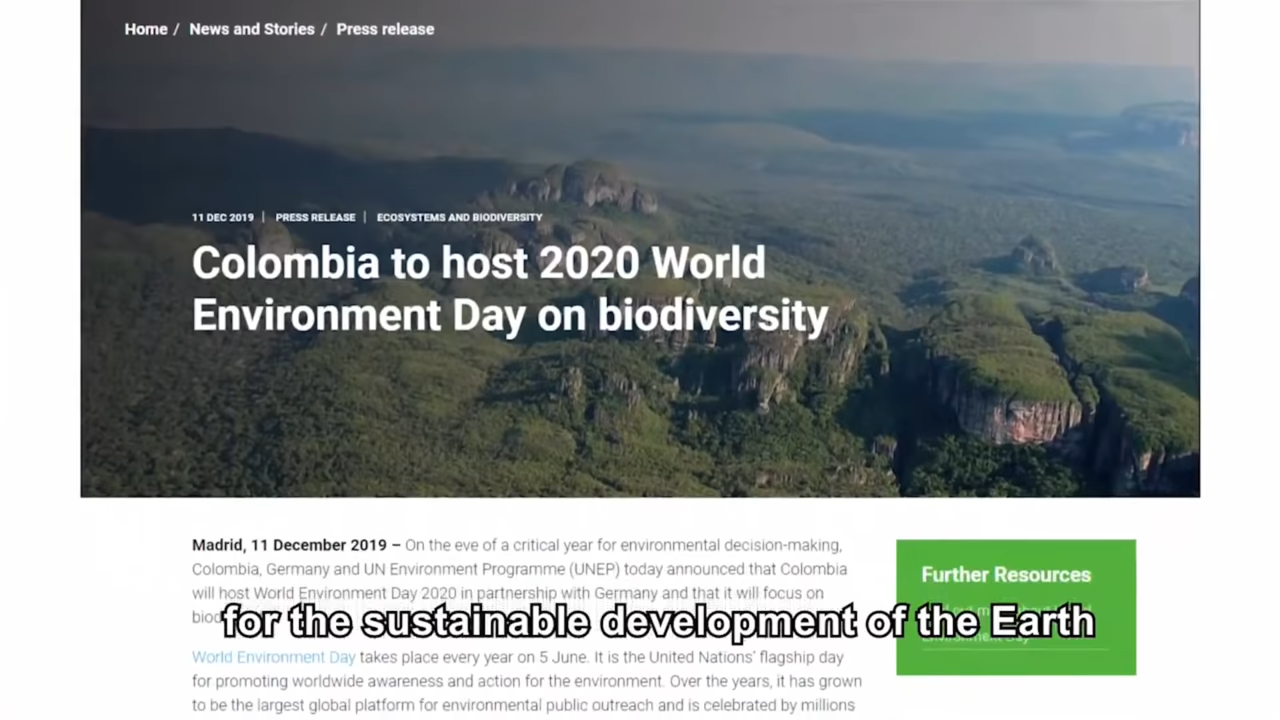 Home / News and Stories / Press release
11 DEC 2019 | PRESS RELEASE | ECOSYSTEMS AND BIODIVERSITY
Colombia to host 2020 World
Environment Day on biodiversity
Madrid, 11 December 2019 – On the eve of a critical year for environmental decision-making,
Colombia, Germany and UN Environment Programme (UNEP) today announced that Colombia
will host World Environment Day 2020 in partnership with Germany and that it will focus on
for the sustainable development of the Earth
World Environment Day takes place every year on 5 June. It is the United Nations’ flagship day
for promoting worldwide awareness and action for the environment. Over the years, it has grown
to be the largest global platform for environmental public outreach and is celebrated by millions
Further Resources